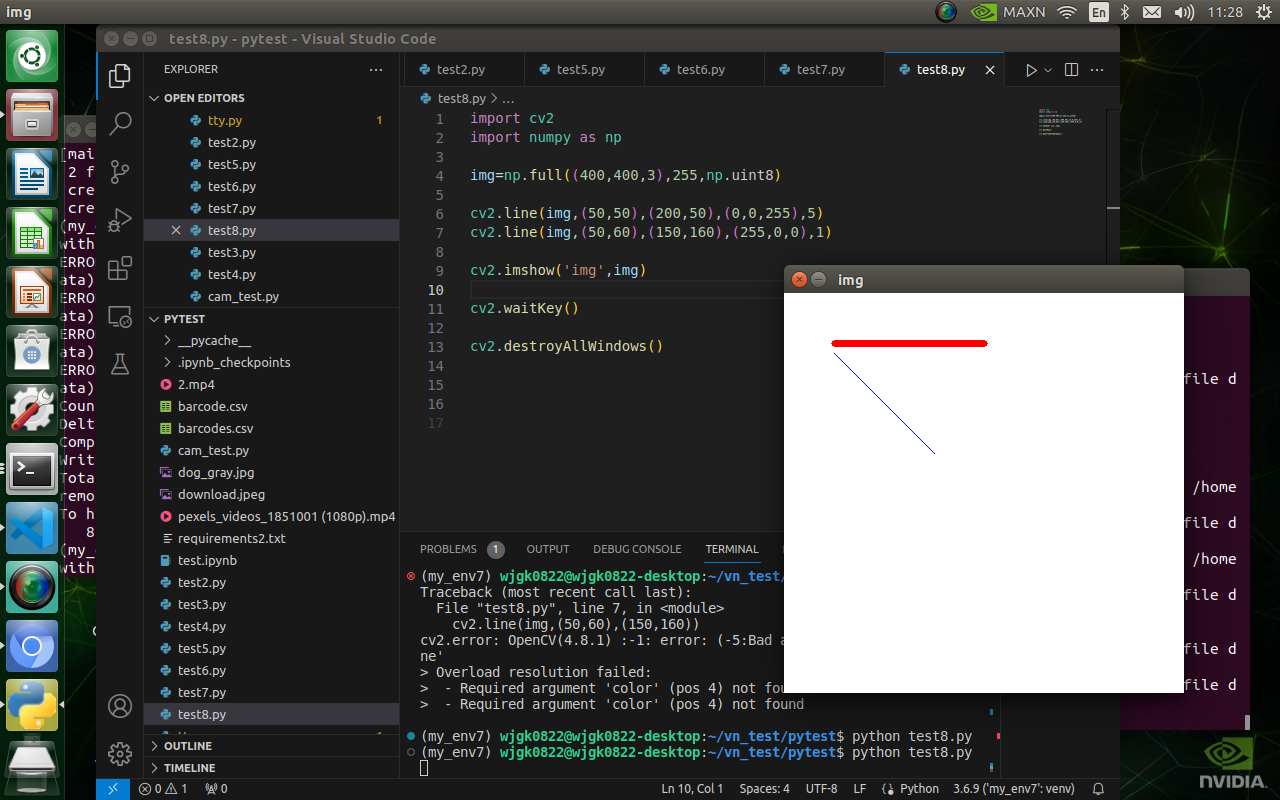 img
MAXN
En
11:28
test8.py - pytest - Visual Studio Code
EXPLORER
OPEN EDITORS
tty.py 1
test2.py
test5.py
test6.py
test7.py
test8.py
test3.py
test4.py
cam_test.py
PYTEST
__pycache__
.ipynb_checkpoints
2.mp4
barcode.csv
barcodes.csv
cam_test.py
dog_gray.jpg
download.jpeg
pexels_videos_1851001 (1080p).mp4
requirements2.txt
test.ipynb
test2.py
test3.py
test4.py
test5.py
test6.py
test7.py
test8.py
OUTLINE
TIMELINE
test2.py test5.py test6.py test7.py test8.py
test8.py > ...
1 import cv2
2 import numpy as np
3
4 img=np.full((400,400,3),255,np.uint8)
5
6 cv2.line(img,(50,50),(200,50),(0,0,255),5)
7 cv2.line(img,(50,60),(150,160),(255,0,0),1)
8
9 cv2.imshow('img',img)
10
11 cv2.waitKey()
12
13 cv2.destroyAllWindows()
14
15
16
17
img
PROBLEMS 1 OUTPUT DEBUG CONSOLE TERMINAL
(my_env7) wjgk0822@wjgk0822-desktop:~/vn_test/
Traceback (most recent call last):
File "test8.py", line 7, in <module>
cv2.line(img,(50,60),(150,160))
cv2.error: OpenCV(4.8.1) :-1: error: (-5:Bad a
ne'
> Overload resolution failed:
>  - Required argument 'color' (pos 4) not fou
>  - Required argument 'color' (pos 4) not found
(my_env7) wjgk0822@wjgk0822-desktop:~/vn_test/pytest$ python test8.py
(my_env7) wjgk0822@wjgk0822-desktop:~/vn_test/pytest$ python test8.py
0 1 0
Ln 10, Col 1 Spaces: 4 UTF-8 LF Python 3.6.9 ('my_env7': venv)
[mai
2 f
cre
cre
(my_
with
ERRO
ata)
ERRO
ata)
ERRO
ata)
ERRO
ata)
Coun
Delt
Comp
Writ
Tota
remo
To h
8
(my_
with
file d
/home
file d
/home
file d
file d
file d
NVIDIA.